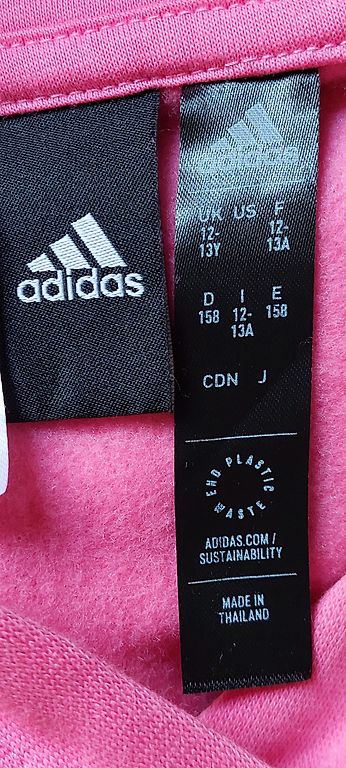 adidas
adidas
UK US F
12- 12-
13Y 13A
D I E
158 12- 158
13A
CDN J
END PLASTIC WASTE
ADIDAS.COM/
SUSTAINABILITY
MADE IN
THAILAND